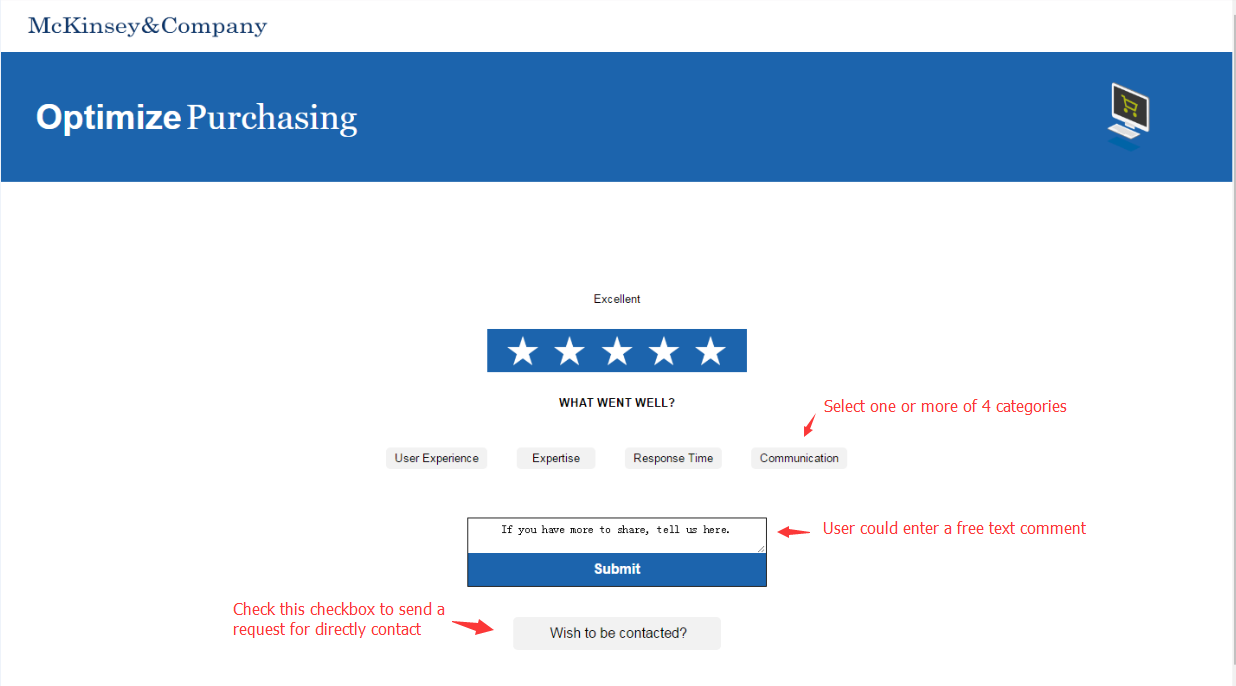 McKinsey&Company
Optimize Purchasing
Excellent
WHAT WENT WELL?
Select one or more of 4 categories
User Experience Expertise Response Time Communication
If you have more to share, tell us here.
User could enter a free text comment
Submit
Check this checkbox to send a
request for directly contact
Wish to be contacted?